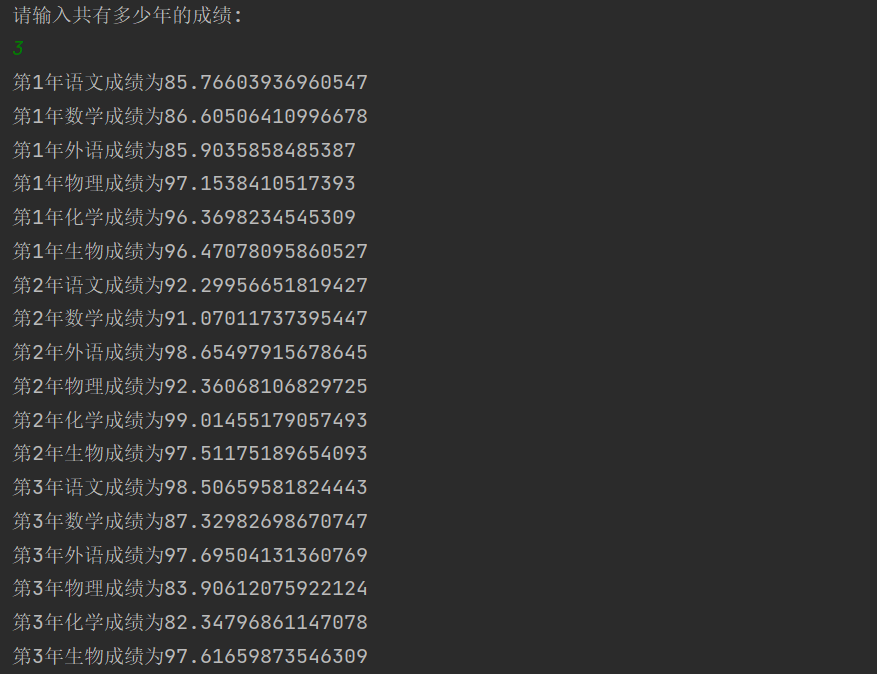 请输入共有多少年的成绩:
3
第1年语文成绩为85.76603936960547
第1年数学成绩为86.60506410996678
第1年外语成绩为85.9035858485387
第1年物理成绩为97.1538410517393
第1年化学成绩为96.3698234545309
第1年生物成绩为96.47078095860527
第2年语文成绩为92.29956651819427
第2年数学成绩为91.07011737395447
第2年外语成绩为98.65497915678645
第2年物理成绩为92.36068106829725
第2年化学成绩为99.01455179057493
第2年生物成绩为97.51175189654093
第3年语文成绩为98.50659581824443
第3年数学成绩为87.32982698670747
第3年外语成绩为97.69504131360769
第3年物理成绩为83.90612075922124
第3年化学成绩为82.34796861147078
第3年生物成绩为97.61659873546309